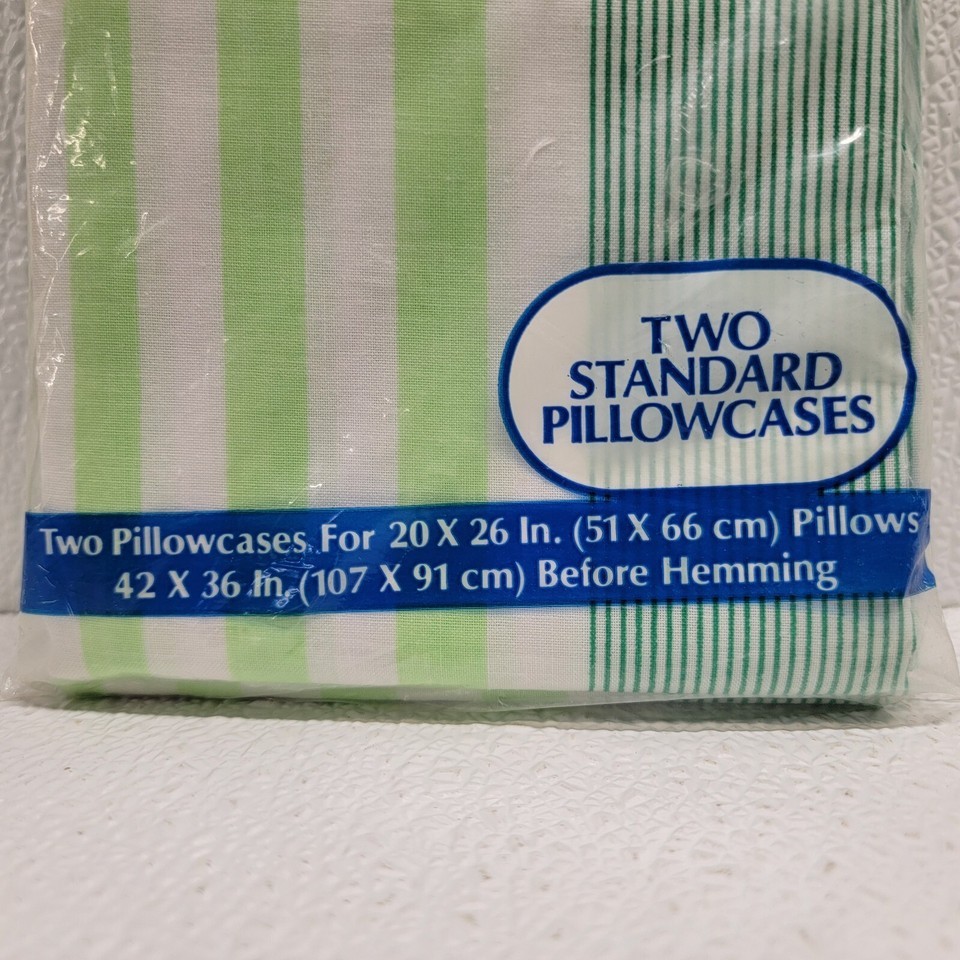 TWO
STANDARD
PILLOWCASES
Two Pillowcases For 20 X 26 In. (51 X 66 cm) Pillows
42 X 36 In. (107 X 91 cm) Before Hemming